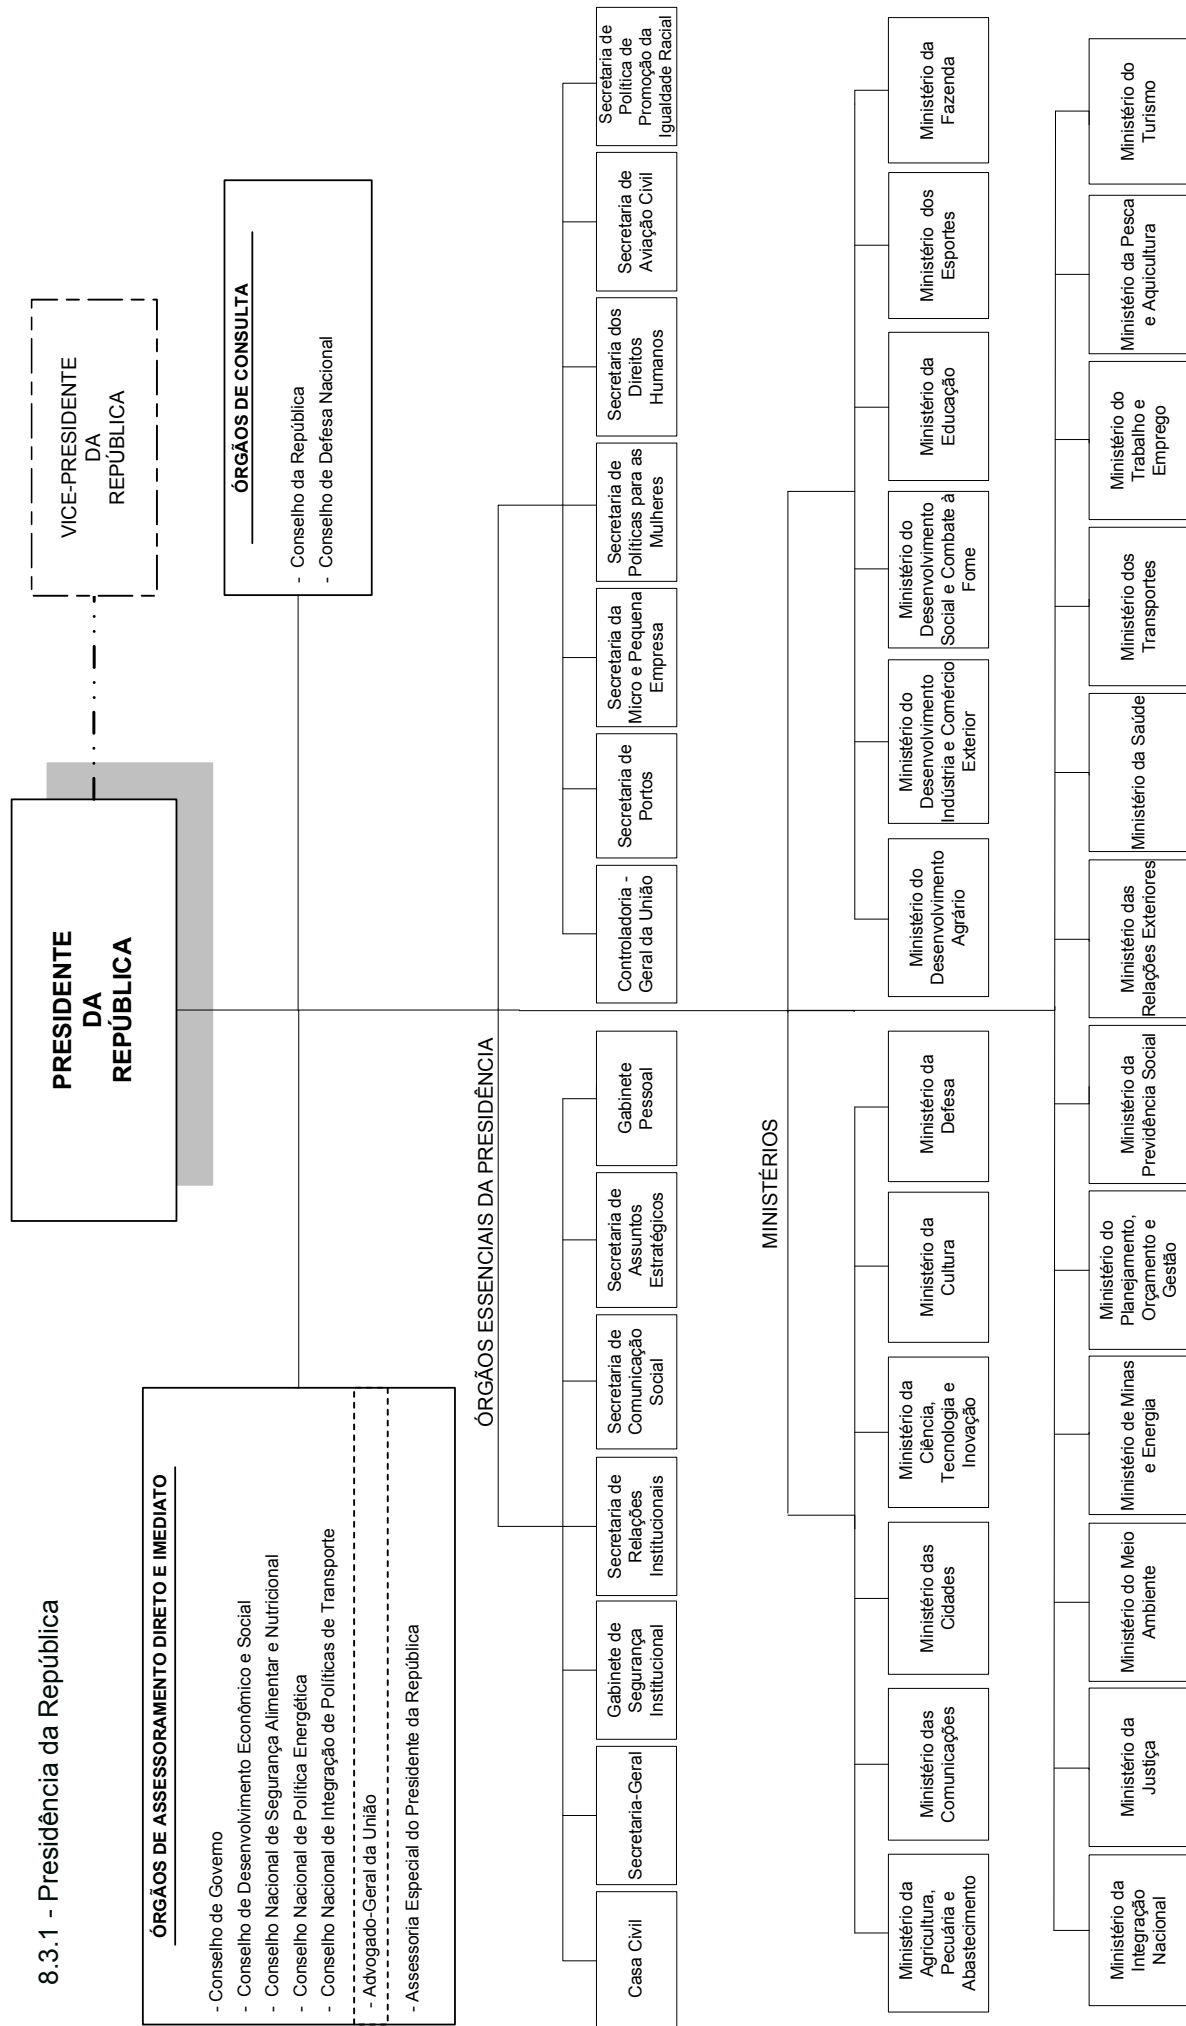 8.3.1 - Presidência da República
PRESIDENTE
DA
REPÚBLICA
VICE-PRESIDENTE
DA
REPÚBLICA
ÓRGÃOS DE ASSESSORAMENTO DIRETO E IMEDIATO
- Conselho de Governo
- Conselho de Desenvolvimento Econômico e Social
- Conselho Nacional de Segurança Alimentar e Nutricional
- Conselho Nacional de Política Energética
- Conselho Nacional de Integração de Políticas de Transporte
- Advogado-Geral da União
- Assessoria Especial do Presidente da República
ÓRGÃOS DE CONSULTA
- Conselho da República
- Conselho de Defesa Nacional
ÓRGÃOS ESSENCIAIS DA PRESIDÊNCIA
Casa Civil
Secretaria-Geral
Gabinete de
Segurança
Institucional
Secretaria de
Relações
Institucionais
Secretaria de
Comunicação
Social
Secretaria de
Assuntos
Estratégicos
Gabinete
Pessoal
Controladoria -
Geral da União
Secretaria de
Portos
Secretaria da
Micro e Pequena
Empresa
Secretaria de
Políticas para as
Mulheres
Secretaria dos
Direitos
Humanos
Secretaria de
Aviação Civil
Secretaria de
Política de
Promoção da
Igualdade Racial
MINISTÉRIOS
Ministério da
Agricultura,
Pecuária e
Abastecimento
Ministério das
Comunicações
Ministério das
Cidades
Ministério da
Ciência,
Tecnologia e
Inovação
Ministério da
Cultura
Ministério da
Defesa
Ministério do
Desenvolvimento
Agrário
Ministério do
Desenvolvimento
Indústria e Comércio
Exterior
Ministério do
Desenvolvimento
Social e Combate à
Fome
Ministério da
Educação
Ministério dos
Esportes
Ministério da
Fazenda
Ministério da
Integração
Nacional
Ministério da
Justiça
Ministério do Meio
Ambiente
Ministério de Minas
e Energia
Ministério do
Planejamento,
Orçamento e
Gestão
Ministério da
Previdência Social
Ministério das
Relações Exteriores
Ministério da Saúde
Ministério dos
Transportes
Ministério do
Trabalho e
Emprego
Ministério da Pesca
e Aquicultura
Ministério do
Turismo